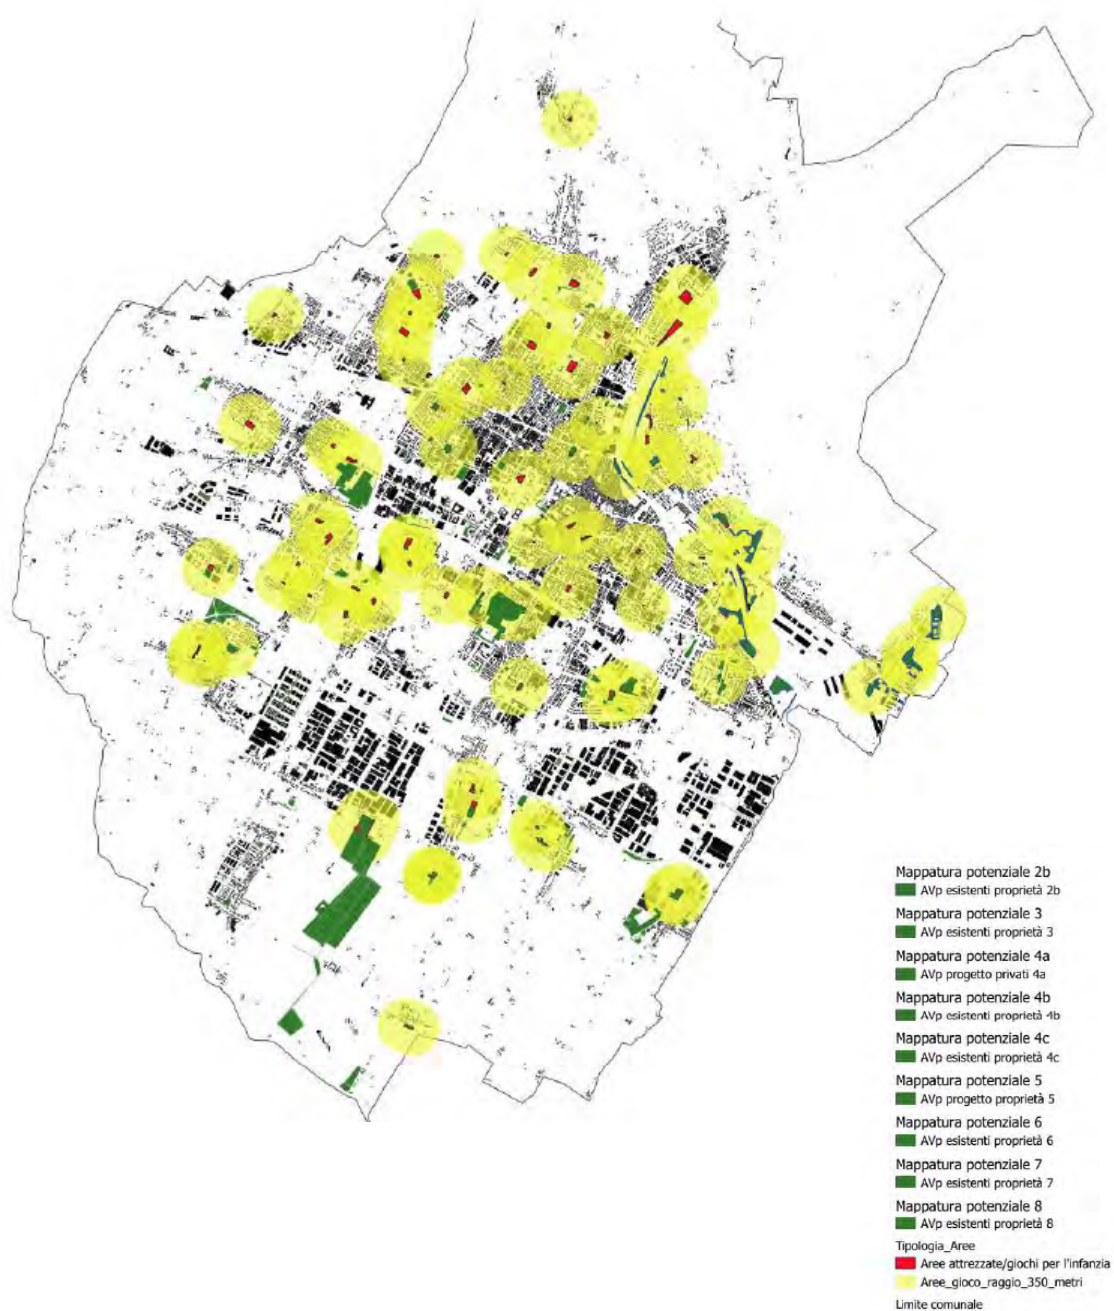 Mappatura potenziale 2b
AVp esistenti proprietà 2b
Mappatura potenziale 3
AVp esistenti proprietà 3
Mappatura potenziale 4a
AVp progetto privati 4a
Mappatura potenziale 4b
AVp esistenti proprietà 4b
Mappatura potenziale 4c
AVp esistenti proprietà 4c
Mappatura potenziale 5
AVp progetto proprietà 5
Mappatura potenziale 6
AVp esistenti proprietà 6
Mappatura potenziale 7
AVp esistenti proprietà 7
Mappatura potenziale 8
AVp esistenti proprietà 8
Tipologia_Aree
Aree attrezzate/giochi per l'infanzia
Aree_gioco_raggio_350_metri
Limite comunale